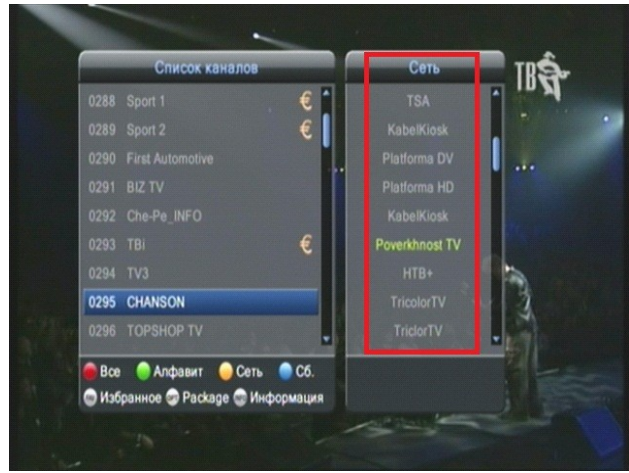 Список каналов
0288 Sport 1 €
0289 Sport 2 €
0290 First Automotive
0291 BIZ TV
0292 Che-Pe_INFO
0293 TBi €
0294 TV3
0295 CHANSON
0296 TOPSHOP TV
Все Алфавит Сеть Сб.
Избранное Package Информация
Сеть
TSA
KabelKiosk
Platforma DV
Platforma HD
KabelKiosk
Poverkhnost TV
НТВ+
TricolorTV
TriclorTV
ТВ